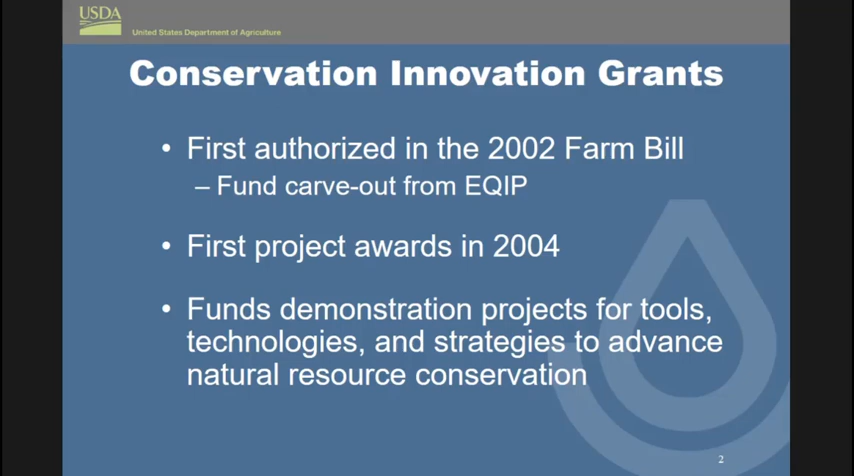 USDA
United States Department of Agriculture
Conservation Innovation Grants
• First authorized in the 2002 Farm Bill
– Fund carve-out from EQIP
• First project awards in 2004
• Funds demonstration projects for tools,
technologies, and strategies to advance
natural resource conservation
2